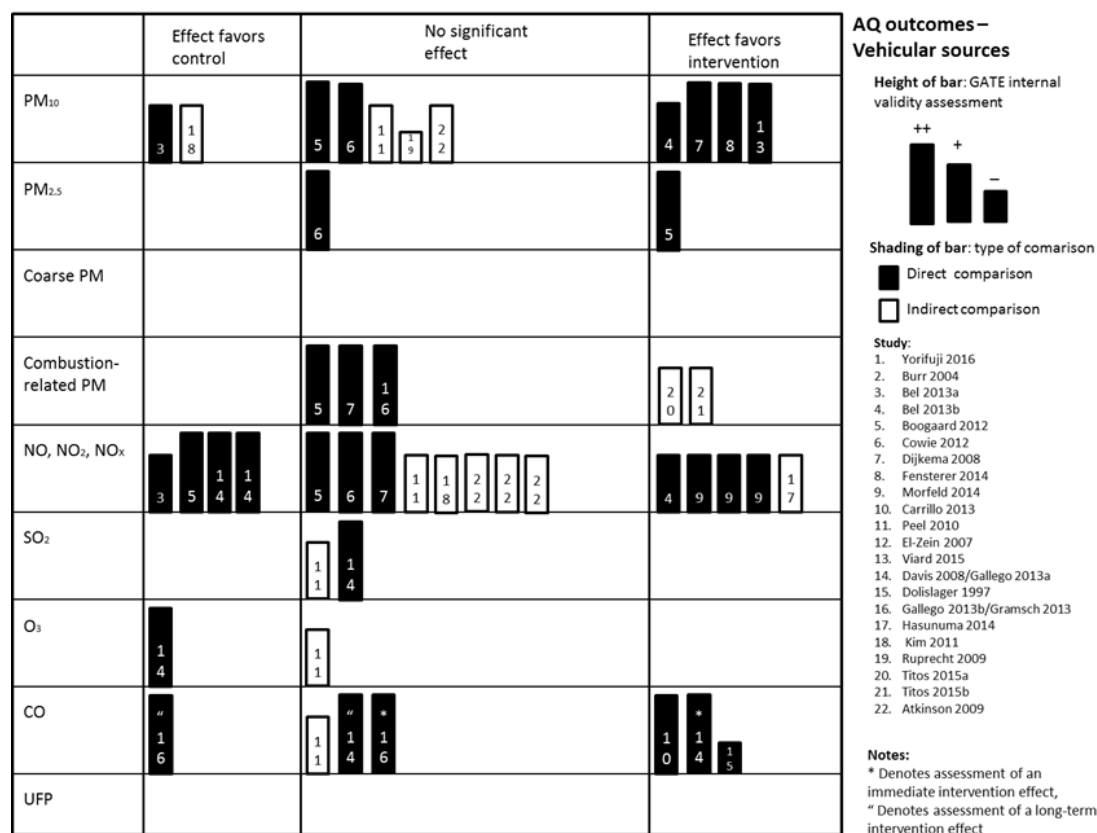 Effect favors
control
No significant
effect
Effect favors
intervention
PM10
3
18
5
6
11
19
22
4
7
8
13
PM2.5
6
5
Coarse PM
Combustion-
related PM
5
7
16
20
21
NO, NO2, NOx
3
5
14
14
5
6
7
11
18
22
22
22
4
9
9
9
17
SO2
11
14
O3
14
11
CO
“16
11
“14
*16
10
*14
15
UFP
AQ outcomes –
Vehicular sources
Height of bar: GATE internal
validity assessment
++
+
–
Shading of bar: type of comarison
Direct comparison
Indirect comparison
Study:
1. Yorifuji 2016
2. Burr 2004
3. Bel 2013a
4. Bel 2013b
5. Boogaard 2012
6. Cowie 2012
7. Dijkema 2008
8. Fensterer 2014
9. Morfeld 2014
10. Carrillo 2013
11. Peel 2010
12. El-Zein 2007
13. Viard 2015
14. Davis 2008/Gallego 2013a
15. Dolislager 1997
16. Gallego 2013b/Gramsch 2013
17. Hasunuma 2014
18. Kim 2011
19. Ruprecht 2009
20. Titos 2015a
21. Titos 2015b
22. Atkinson 2009
Notes:
* Denotes assessment of an
immediate intervention effect,
“ Denotes assessment of a long-term
intervention effect